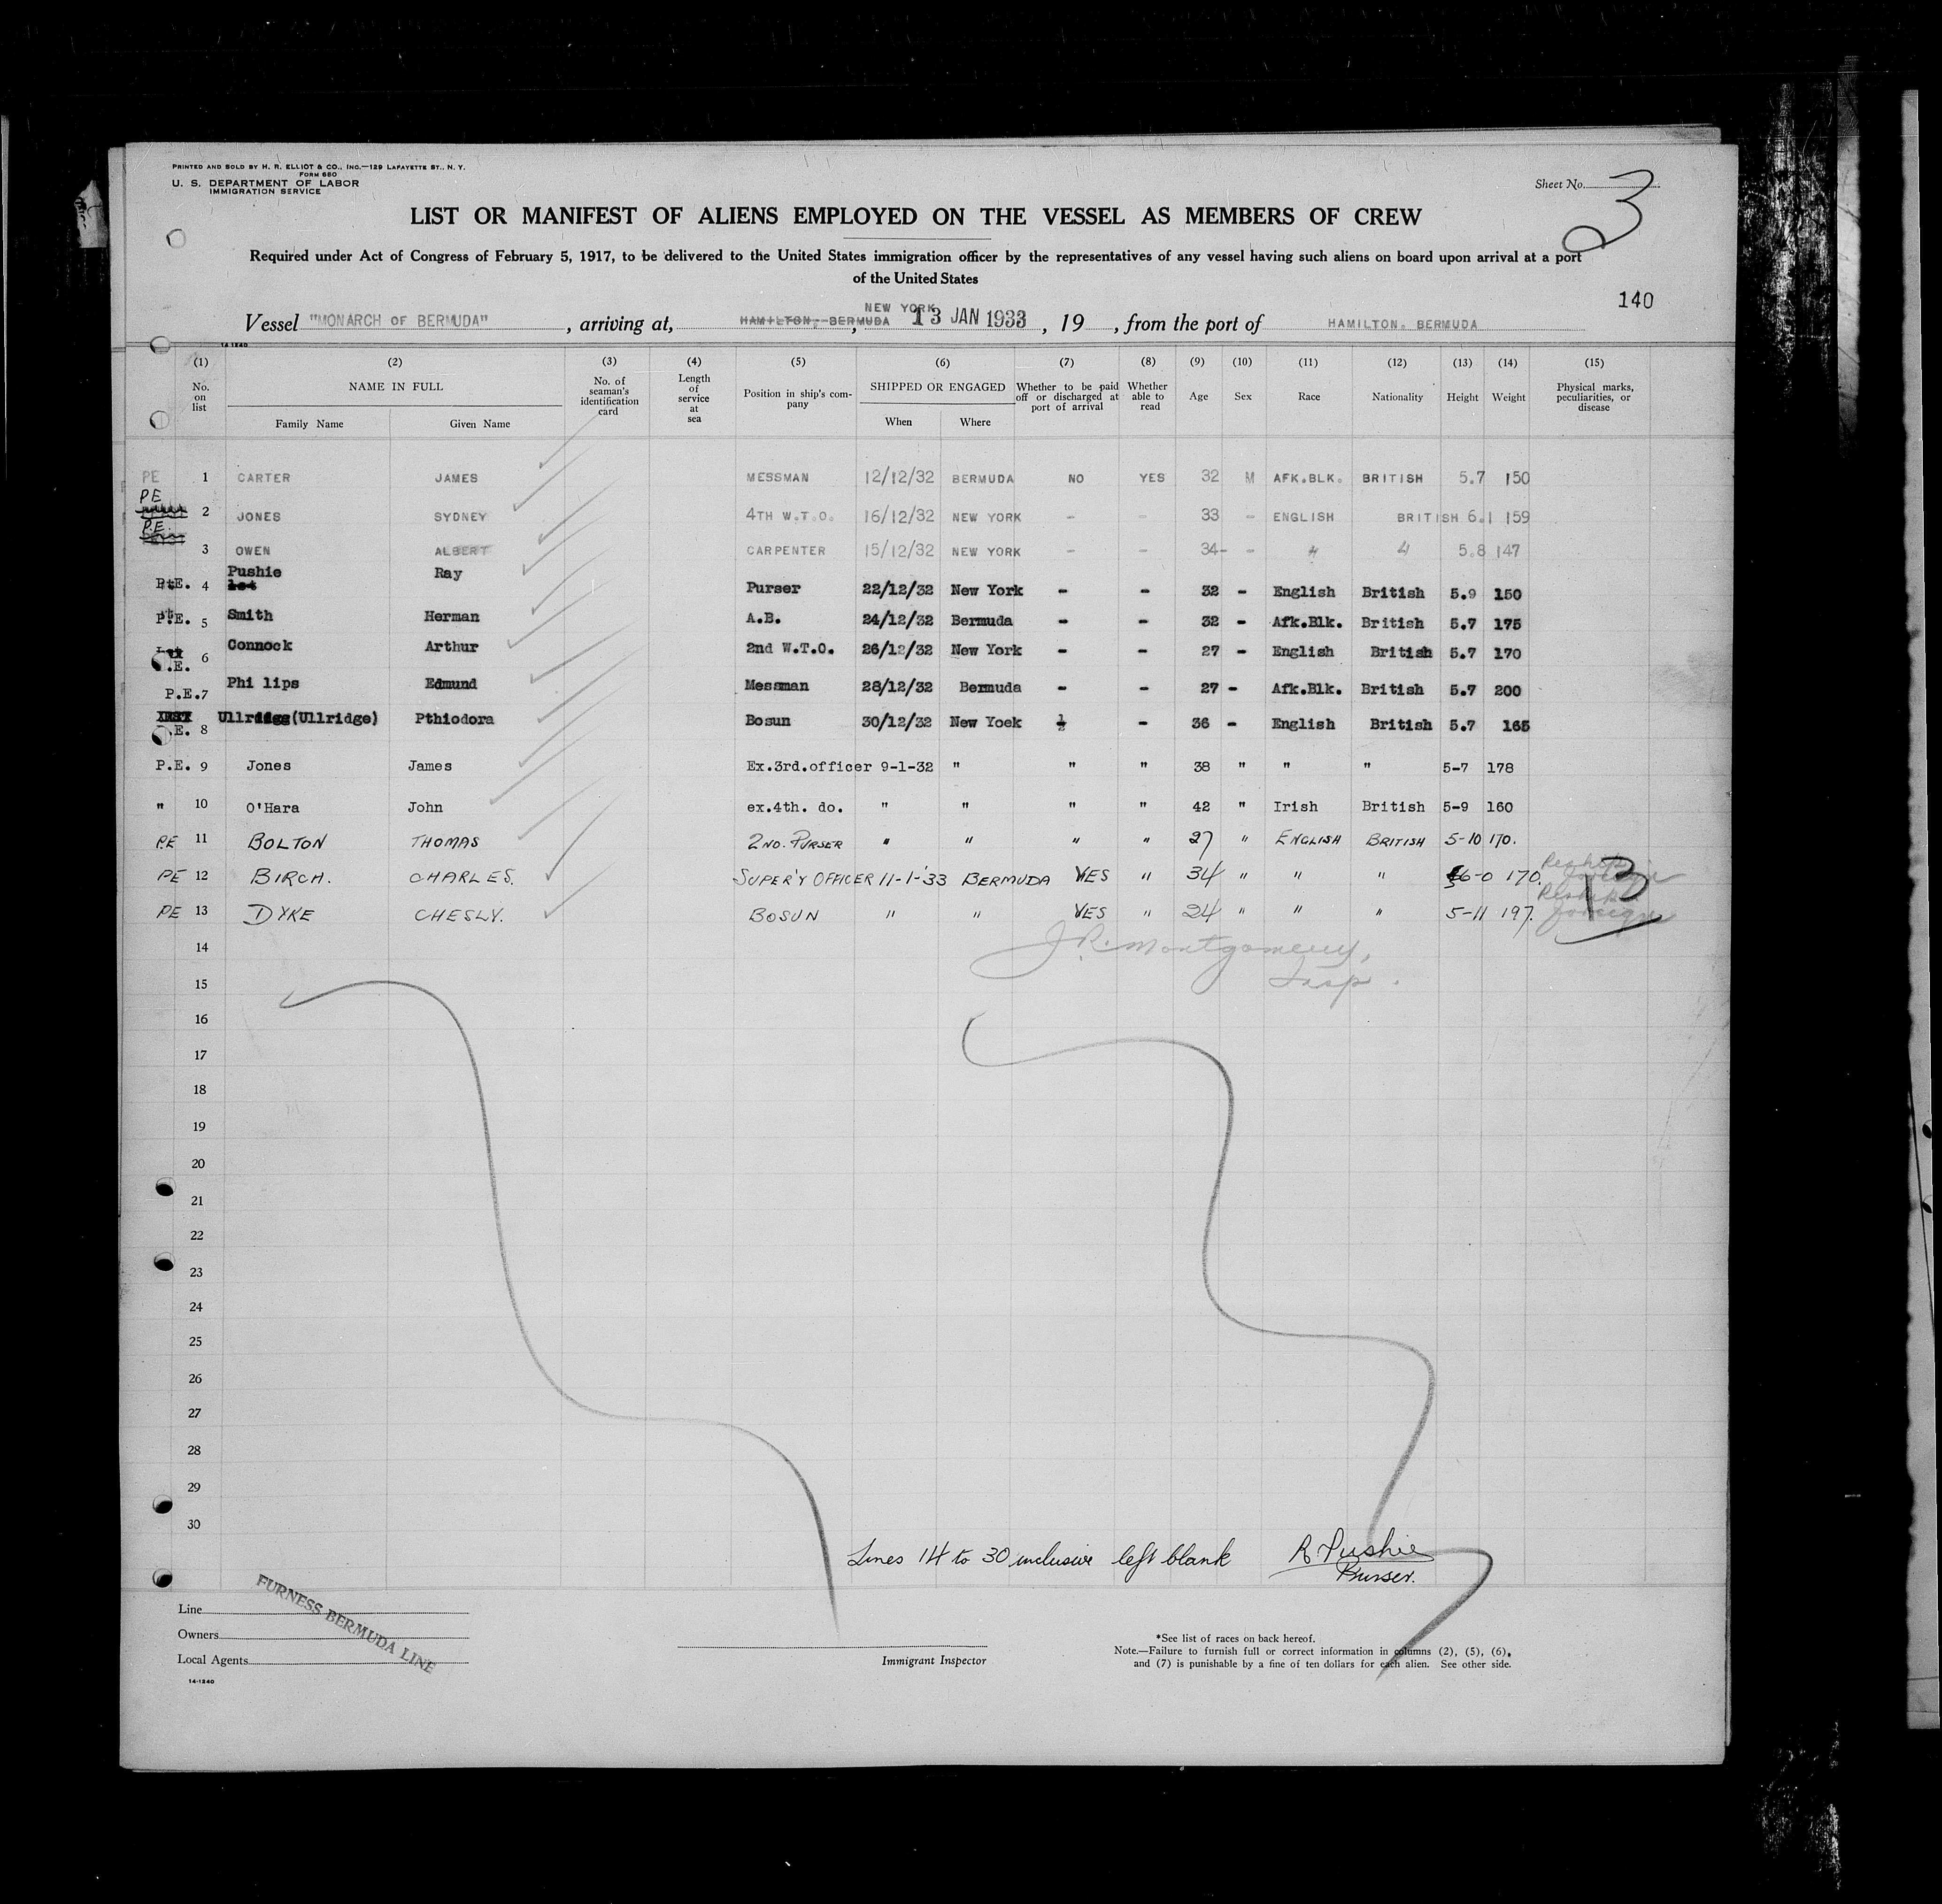 PRINTED AND SOLD BY H. R. ELLIOT & CO., INC.—129 LAFAYETTE ST., N. Y.
FORM 680
U. S. DEPARTMENT OF LABOR
IMMIGRATION SERVICE
Sheet No. 3
LIST OR MANIFEST OF ALIENS EMPLOYED ON THE VESSEL AS MEMBERS OF CREW
Required under Act of Congress of February 5, 1917, to be delivered to the United States immigration officer by the representatives of any vessel having such aliens on board upon arrival at a port
of the United States
140
NEW YORK
Vessel "MONARCH OF BERMUDA" , arriving at, HAMILTON, BERMUDA , 13 JAN 1933 , 19 , from the port of HAMILTON. BERMUDA
14-1240
(1) (2) (3) (4) (5) (6) (7) (8) (9) (10) (11) (12) (13) (14) (15)
No. on list NAME IN FULL No. of seaman's identification card Length of service at sea Position in ship's company SHIPPED OR ENGAGED Whether to be paid off or discharged at port of arrival Whether able to read Age Sex Race Nationality Height Weight Physical marks, peculiarities, or disease
Family Name Given Name When Where
PE 1 CARTER JAMES MESSMAN 12/12/32 BERMUDA NO YES 32 M AFK.BLK. BRITISH 5.7 150
PE 2 JONES SYDNEY 4TH W.T.O. 16/12/32 NEW YORK - - 33 - ENGLISH BRITISH 6.1 159
P.E. 3 OWEN ALBERT CARPENTER 15/12/32 NEW YORK - - 34- - " " 5.8 147
P.E. 4 Pushie Ray Purser 22/12/32 New York - - 32 - English British 5.9 150
P.E. 5 Smith Herman A.B. 24/12/32 Bermuda - - 32 - Afk.Blk. British 5.7 175
.E. 6 Connock Arthur 2nd W.T.O. 26/12/32 New York - - 27 - English British 5.7 170
P.E. 7 Phi lips Edmund Messman 28/12/32 Bermuda - - 27 - Afk.Blk. British 5.7 200
.E. 8 Ullridge(Ullridge) Pthiodora Bosun 30/12/32 New Yoek - - 36 - English British 5.7 165
P.E. 9 Jones James Ex.3rd.officer 9-1-32 " " " 38 " " " 5-7 178
" 10 O'Hara John ex.4th. do. " " " " 42 " Irish British 5-9 160
PE 11 BOLTON THOMAS 2ND. PURSER " " " " 27 " ENGLISH BRITISH 5-10 170.
PE 12 BIRCH. CHARLES. SUPER'Y OFFICER 11-1-'33 BERMUDA YES " 34 " " " 6-0 170. Reship foreign
PE 13 DYKE CHESLY. BOSUN " " YES " 24 " " " 5-11 197. Reship foreign
13
14 J.R. Montgomery,
15 Insp.
16
17
18
19
20
21
22
23
24
25
26
27
28
29
30
Lines 14 to 30 inclusive left blank R Pushie
Purser.
Line
Owners
Local Agents
FURNESS BERMUDA LINE
14-1240
Immigrant Inspector
*See list of races on back hereof.
Note.—Failure to furnish full or correct information in columns (2), (5), (6),
and (7) is punishable by a fine of ten dollars for each alien. See other side.